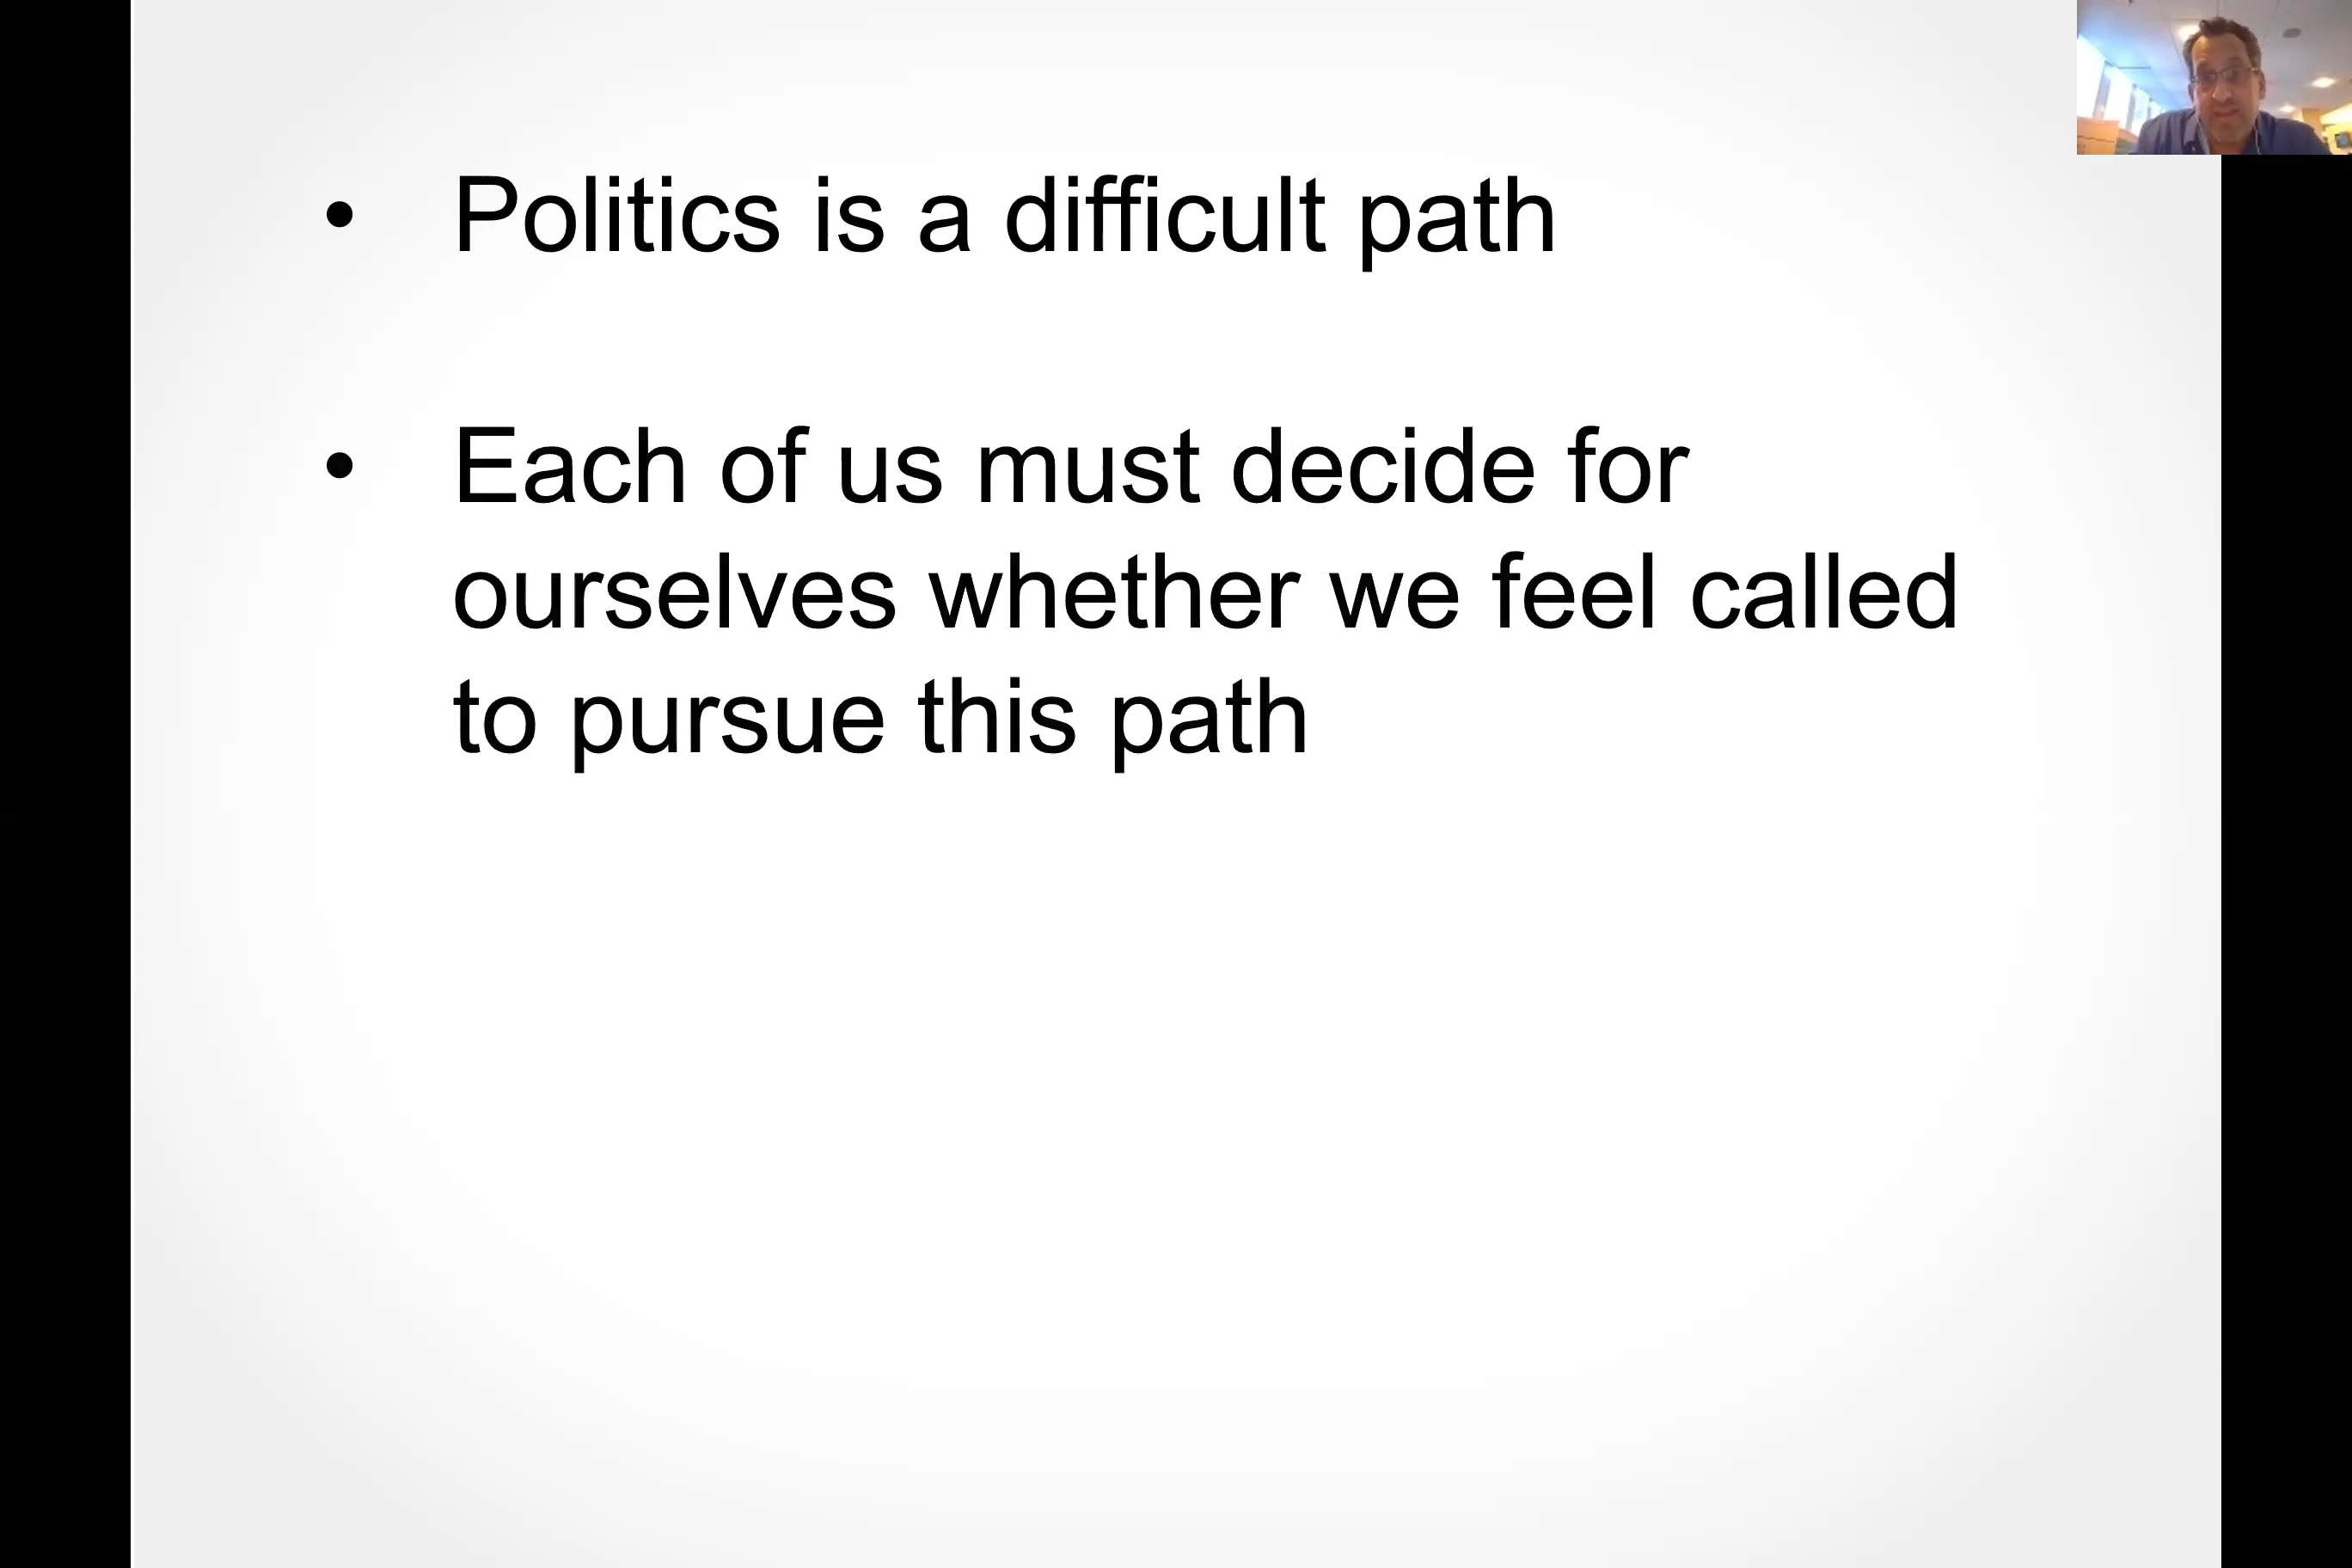 • Politics is a difficult path
• Each of us must decide for
ourselves whether we feel called
to pursue this path